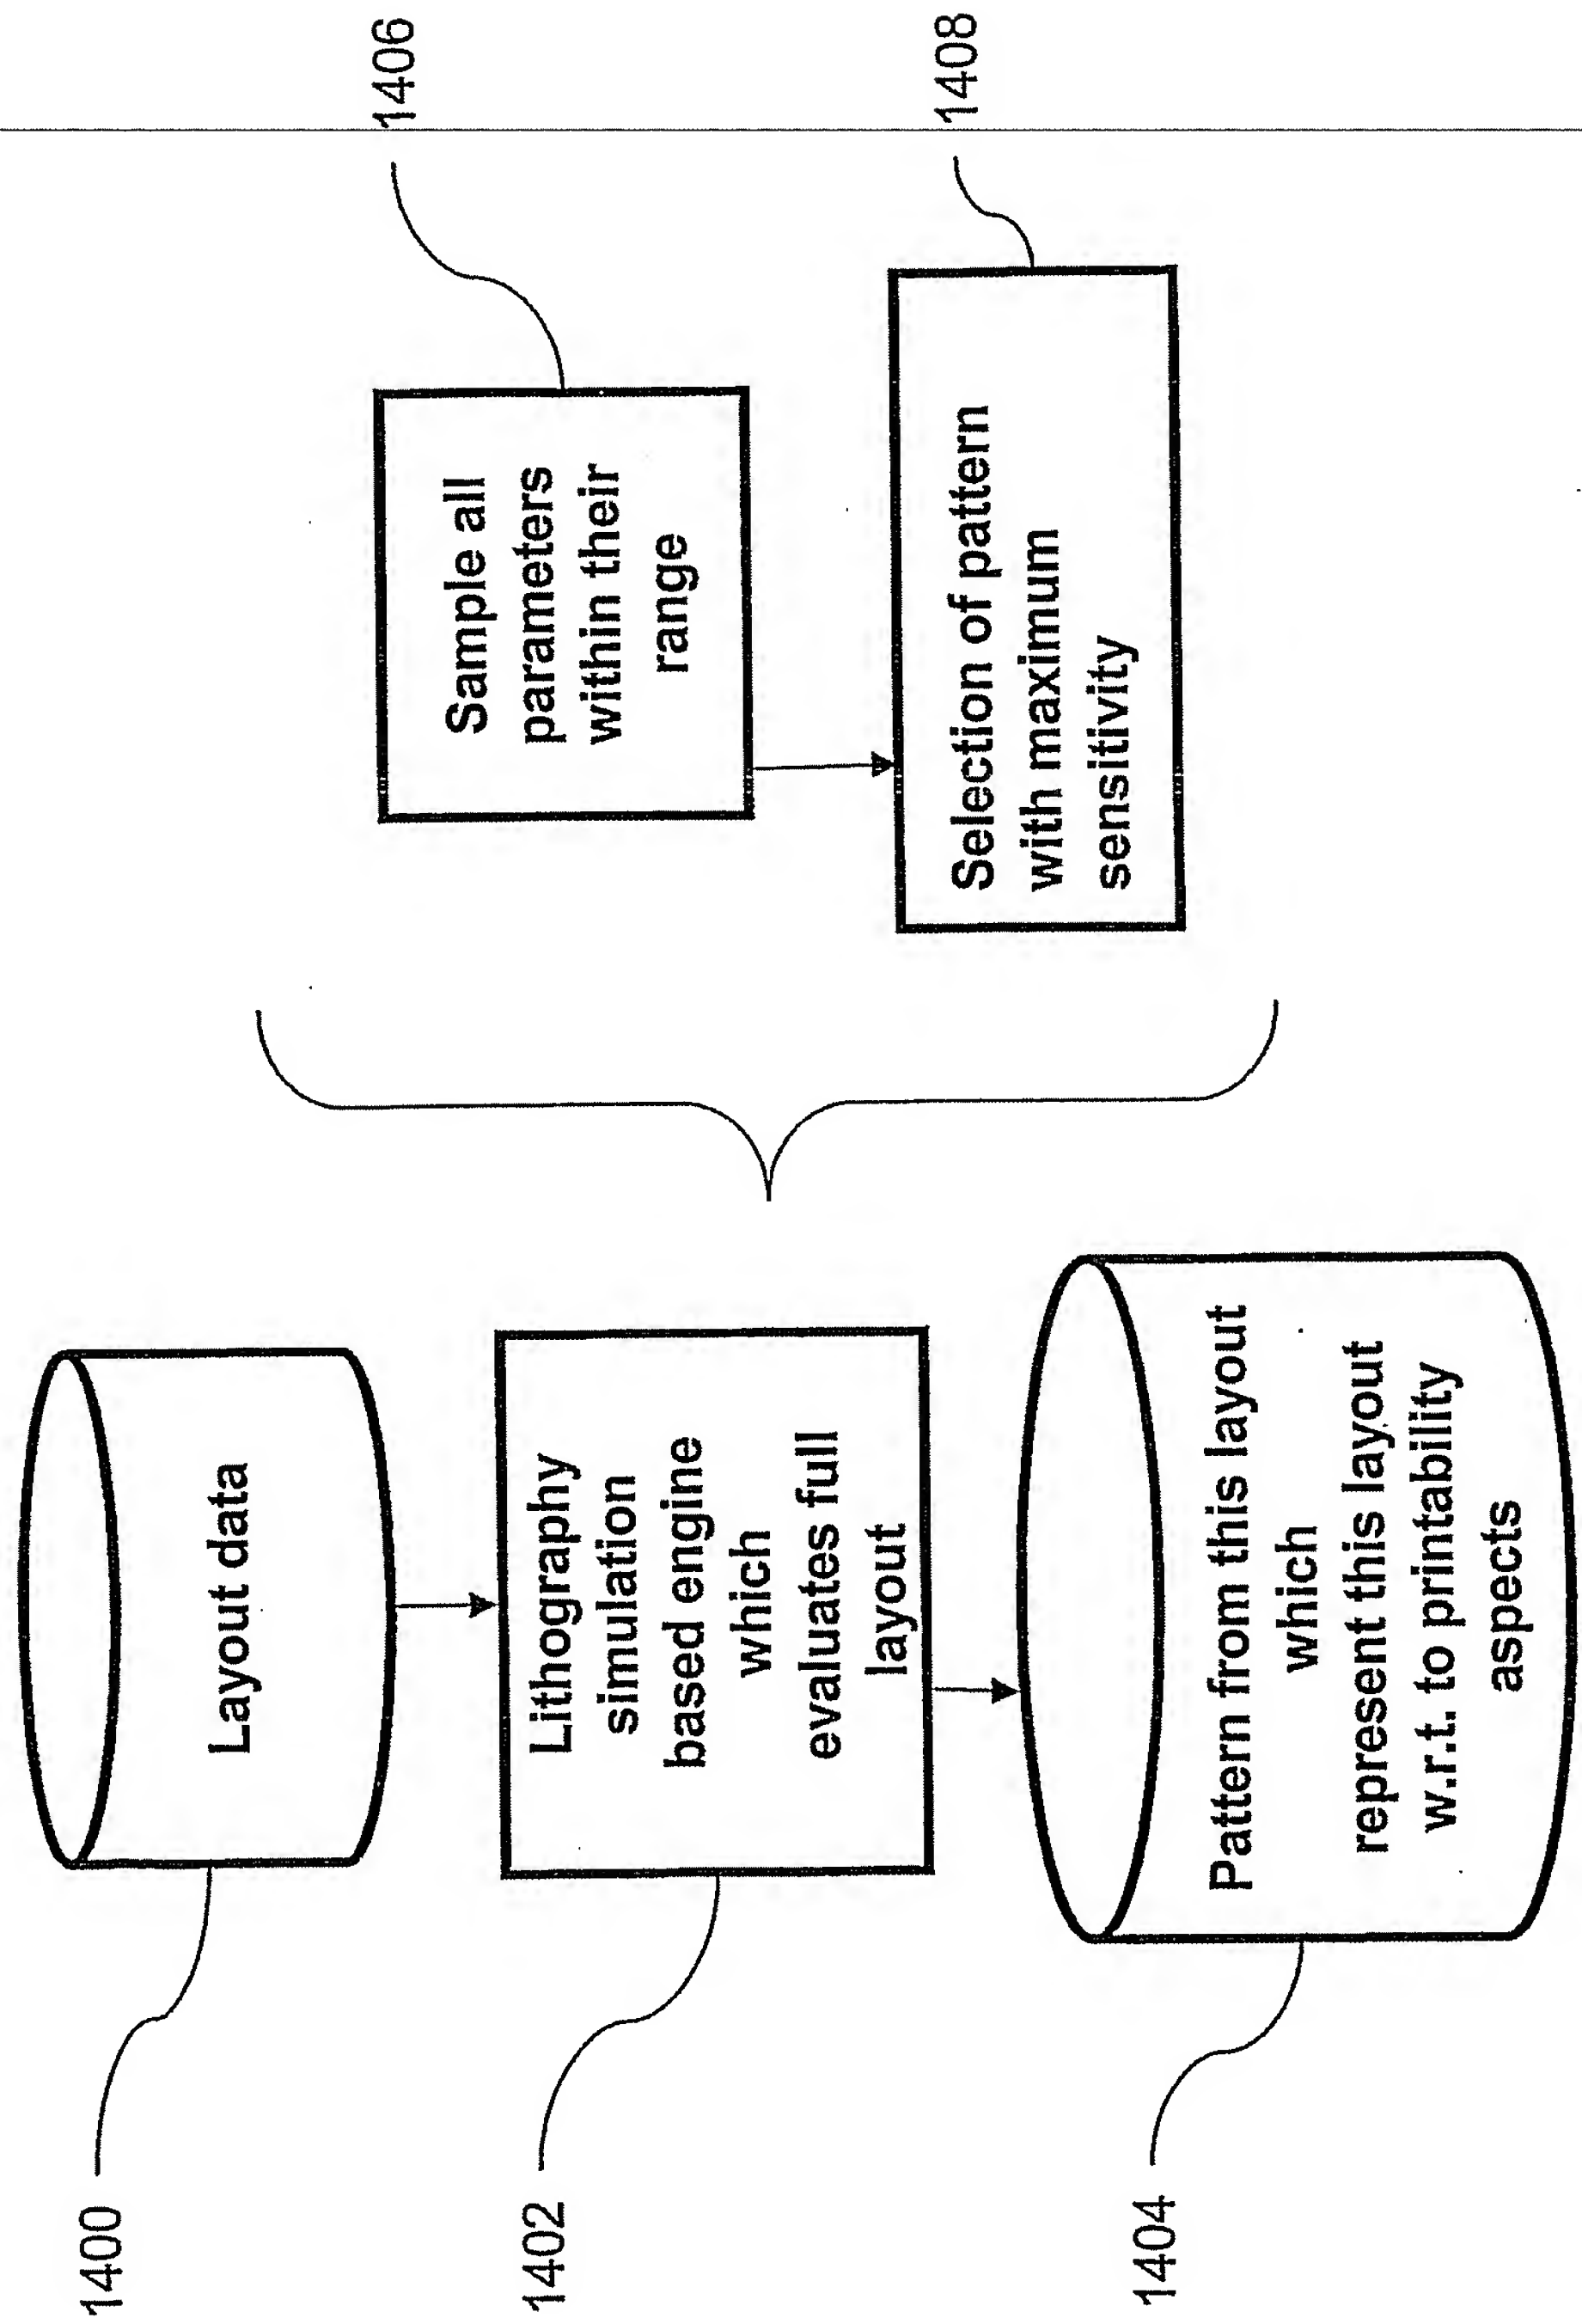 1400
Layout data
1402
Lithography
simulation
based engine
which
evaluates full
layout
1404
Pattern from this layout
which
represent this layout
w.r.t. to printability
aspects
1406
Sample all
parameters
within their
range
1408
Selection of pattern
with maximum
sensitivity